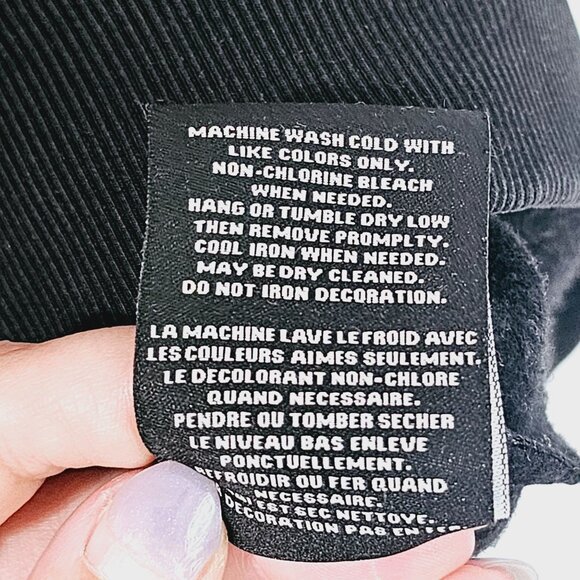 MACHINE WASH COLD WITH
LIKE COLORS ONLY.
NON-CHLORINE BLEACH
WHEN NEEDED.
HANG OR TUMBLE DRY LOW
THEN REMOVE PROMPLTY.
COOL IRON WHEN NEEDED.
MAY BE DRY CLEANED.
DO NOT IRON DECORATION.
LA MACHINE LAVE LE FROID AVEC
LES COULEURS AIMES SEULEMENT.
LE DECOLORANT NON-CHLORE
QUAND NECESSAIRE.
PENDRE OU TOMBER SECHER
LE NIVEAU BAS ENLEVE
PONCTUELLEMENT.
REFROIDIR OU FER QUAND
NECESSAIRE.
EST SEC NETTOYE.
DECORATION PAS EN